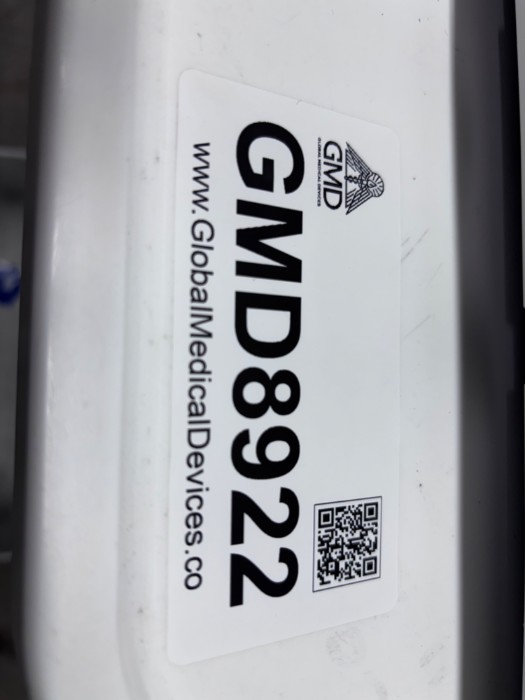 GMD
GLOBAL MEDICAL DEVICES
GMD8922
www.GlobalMedicalDevices.co